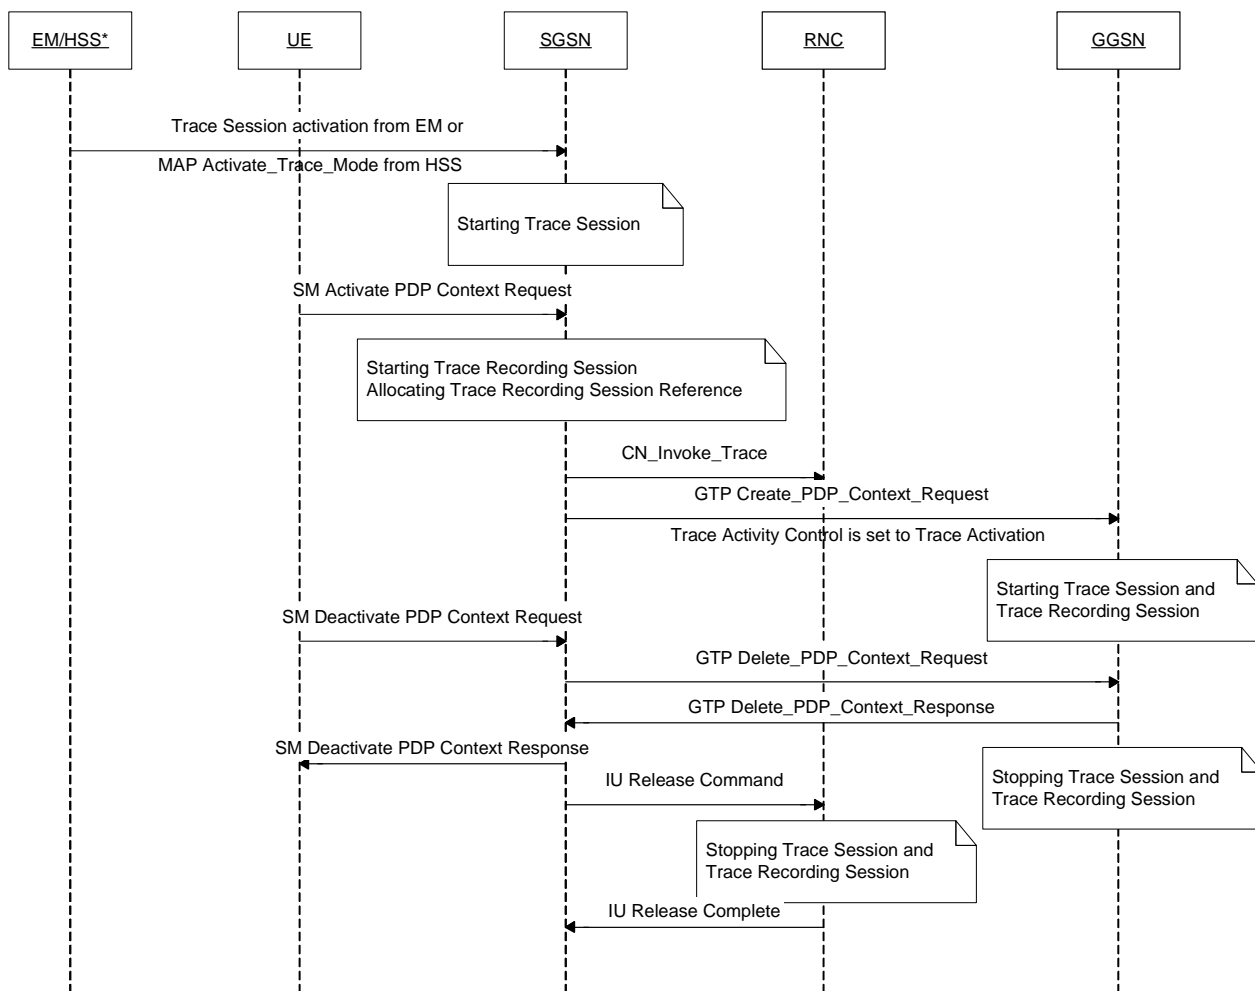 EM/HSS*
UE
SGSN
RNC
GGSN
Trace Session activation from EM or
MAP Activate_Trace_Mode from HSS
Starting Trace Session
SM Activate PDP Context Request
Starting Trace Recording Session
Allocating Trace Recording Session Reference
CN_Invoke_Trace
GTP Create_PDP_Context_Request
Trace Activity Control is set to Trace Activation
Starting Trace Session and
Trace Recording Session
SM Deactivate PDP Context Request
GTP Delete_PDP_Context_Request
GTP Delete_PDP_Context_Response
SM Deactivate PDP Context Response
Stopping Trace Session and
Trace Recording Session
IU Release Command
Stopping Trace Session and
Trace Recording Session
IU Release Complete